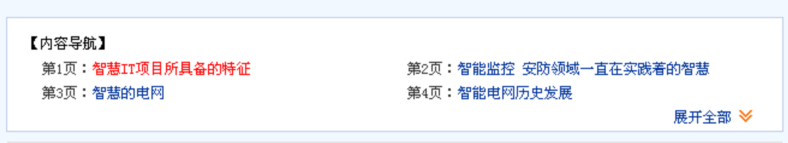 【内容导航】
第1页：智慧IT项目所具备的特征 第2页：智能监控 安防领域一直在实践着的智慧
第3页：智慧的电网 第4页：智能电网历史发展
展开全部